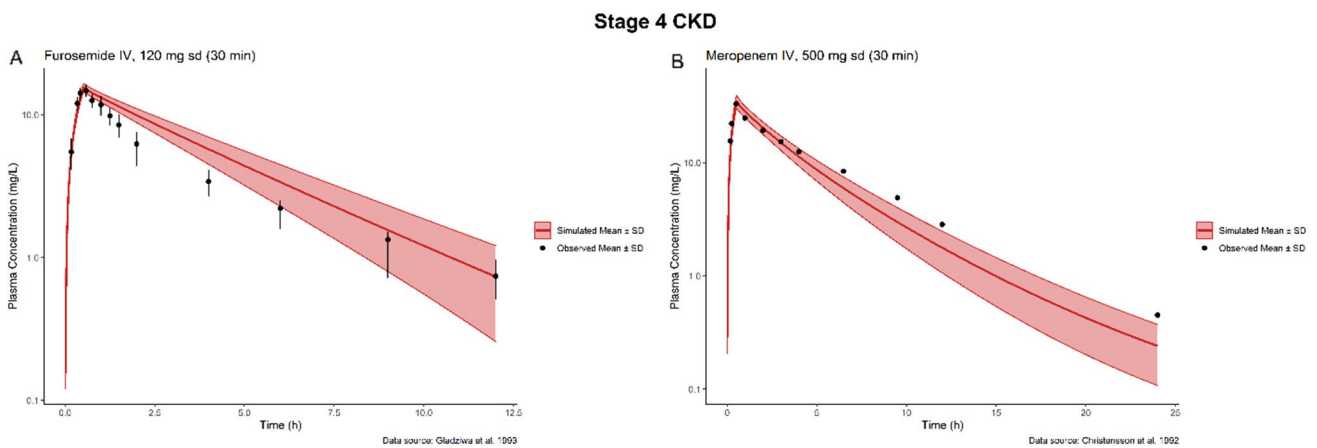 Stage 4 CKD
A
Furosemide IV, 120 mg sd (30 min)
Plasma Concentration (mg/L)
10.0
1.0
0.1
0.0
2.5
5.0
7.5
10.0
12.5
Time (h)
Simulated Mean ± SD
Observed Mean ± SD
Data source: Gladziwa et al. 1993
B
Meropenem IV, 500 mg sd (30 min)
Plasma Concentration (mg/L)
10.0
1.0
0.1
0
5
10
15
20
25
Time (h)
Simulated Mean ± SD
Observed Mean ± SD
Data source: Christensson et al. 1992